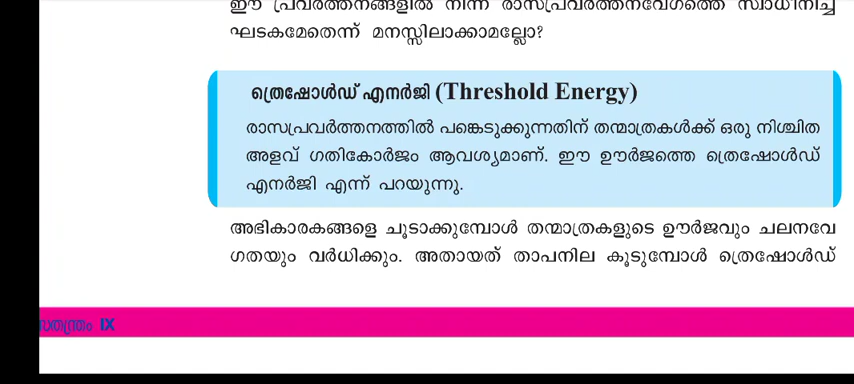 ഈ പ്രവർത്തനങ്ങളിൽ നിന്ന് രാസപ്രവർത്തനവേഗത്തെ സ്വാധീനിച്ച
ഘടകമേതെന്ന് മനസ്സിലാക്കാമല്ലോ?
ത്രെഷോൾഡ് എനർജി (Threshold Energy)
രാസപ്രവർത്തനത്തിൽ പങ്കെടുക്കുന്നതിന് തന്മാത്രകൾക്ക് ഒരു നിശ്ചിത
അളവ് ഗതികോർജം ആവശ്യമാണ്. ഈ ഊർജത്തെ ത്രെഷോൾഡ്
എനർജി എന്ന് പറയുന്നു.
അഭികാരകങ്ങളെ ചൂടാക്കുമ്പോൾ തന്മാത്രകളുടെ ഊർജവും ചലനവേ
ഗതയും വർധിക്കും. അതായത് താപനില കൂടുമ്പോൾ ത്രെഷോൾഡ്
സതന്ത്രം IX